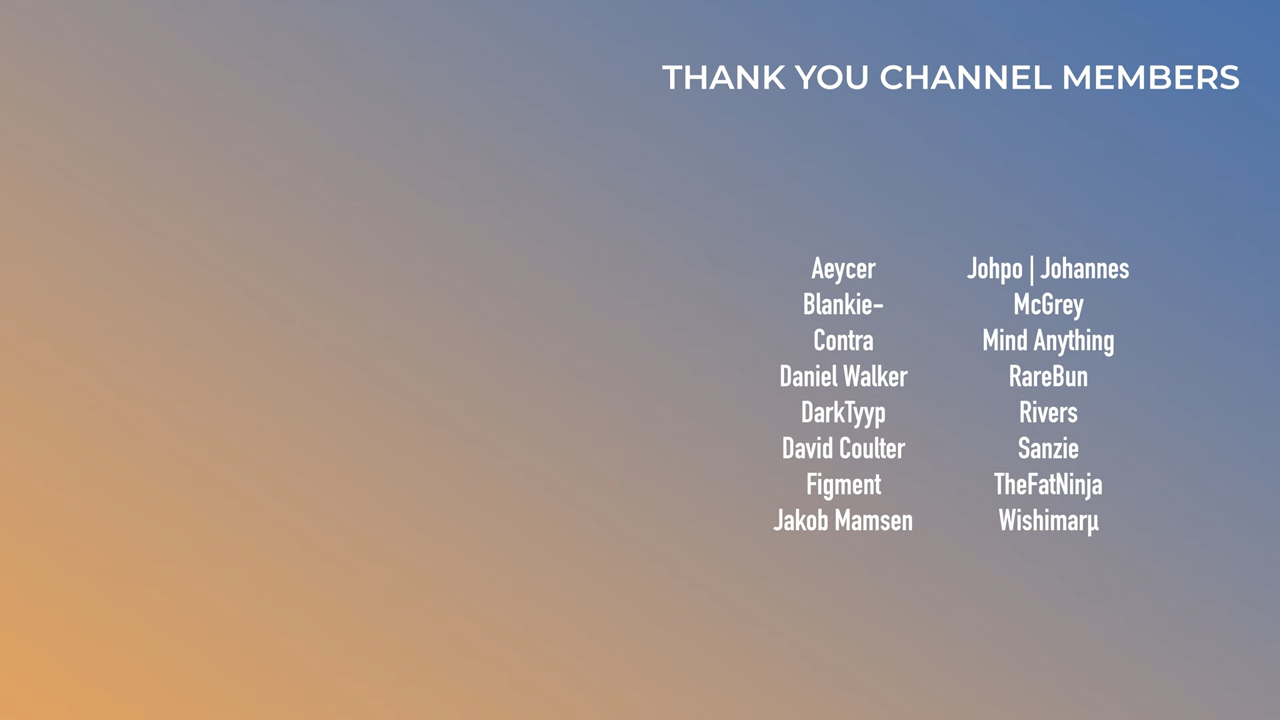 THANK YOU CHANNEL MEMBERS
Aeycer
Blankie-
Contra
Daniel Walker
DarkTyyp
David Coulter
Figment
Jakob Mamsen
Johpo | Johannes
McGrey
Mind Anything
RareBun
Rivers
Sanzie
TheFatNinja
Wishimarµ